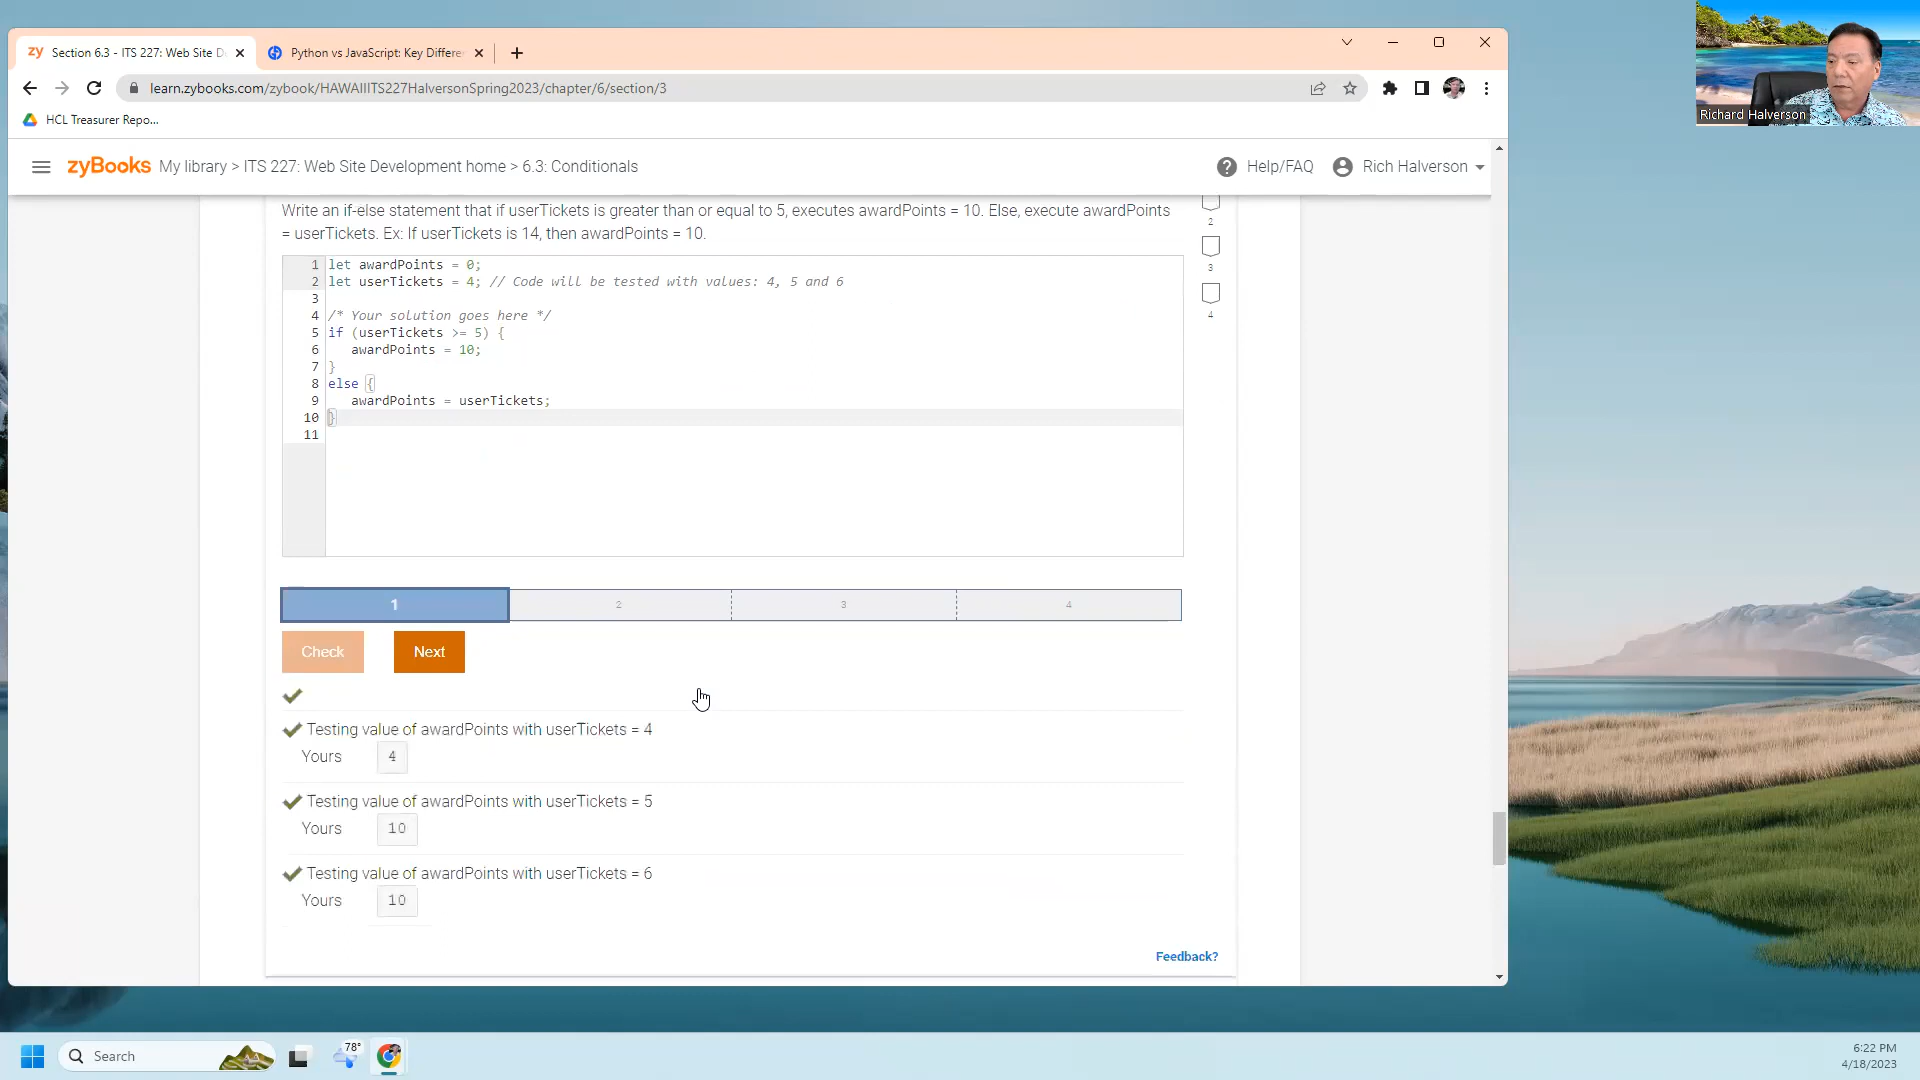 Section 6.3 - ITS 227: Web Site D
Python vs JavaScript: Key Differe
learn.zybooks.com/zybook/HAWAIIITS227HalversonSpring2023/chapter/6/section/3
HCL Treasurer Repo...
Richard Halverson
zyBooks My library > ITS 227: Web Site Development home > 6.3: Conditionals
Help/FAQ Rich Halverson
Write an if-else statement that if userTickets is greater than or equal to 5, executes awardPoints = 10. Else, execute awardPoints
= userTickets. Ex: If userTickets is 14, then awardPoints = 10.
1 let awardPoints = 0;
2 let userTickets = 4; // Code will be tested with values: 4, 5 and 6
3
4 /* Your solution goes here */
5 if (userTickets >= 5) {
6 awardPoints = 10;
7 }
8 else {
9 awardPoints = userTickets;
10 }
11
2
3
4
1 2 3 4
Check Next
Testing value of awardPoints with userTickets = 4
Yours 4
Testing value of awardPoints with userTickets = 5
Yours 10
Testing value of awardPoints with userTickets = 6
Yours 10
Feedback?
Search
78°
6:22 PM
4/18/2023